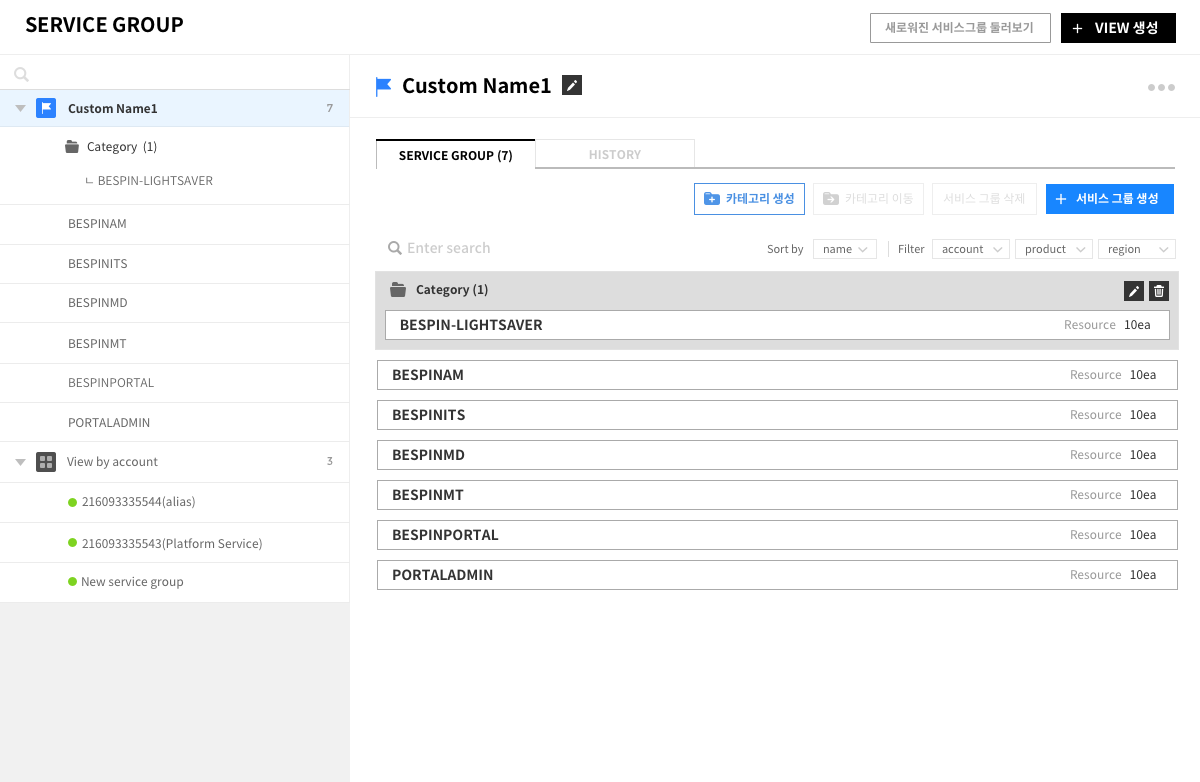 SERVICE GROUP
새로워진 서비스그룹 둘러보기
+ VIEW 생성
Custom Name1 7
Category (1)
BESPIN-LIGHTSAVER
BESPINAM
BESPINITS
BESPINMD
BESPINMT
BESPINPORTAL
PORTALADMIN
View by account 3
216093335544(alias)
216093335543(Platform Service)
New service group
Custom Name1
SERVICE GROUP (7)
HISTORY
카테고리 생성
카테고리 이동
서비스 그룹 삭제
+ 서비스 그룹 생성
Enter search
Sort by name
Filter account product region
Category (1)
BESPIN-LIGHTSAVER Resource 10ea
BESPINAM Resource 10ea
BESPINITS Resource 10ea
BESPINMD Resource 10ea
BESPINMT Resource 10ea
BESPINPORTAL Resource 10ea
PORTALADMIN Resource 10ea